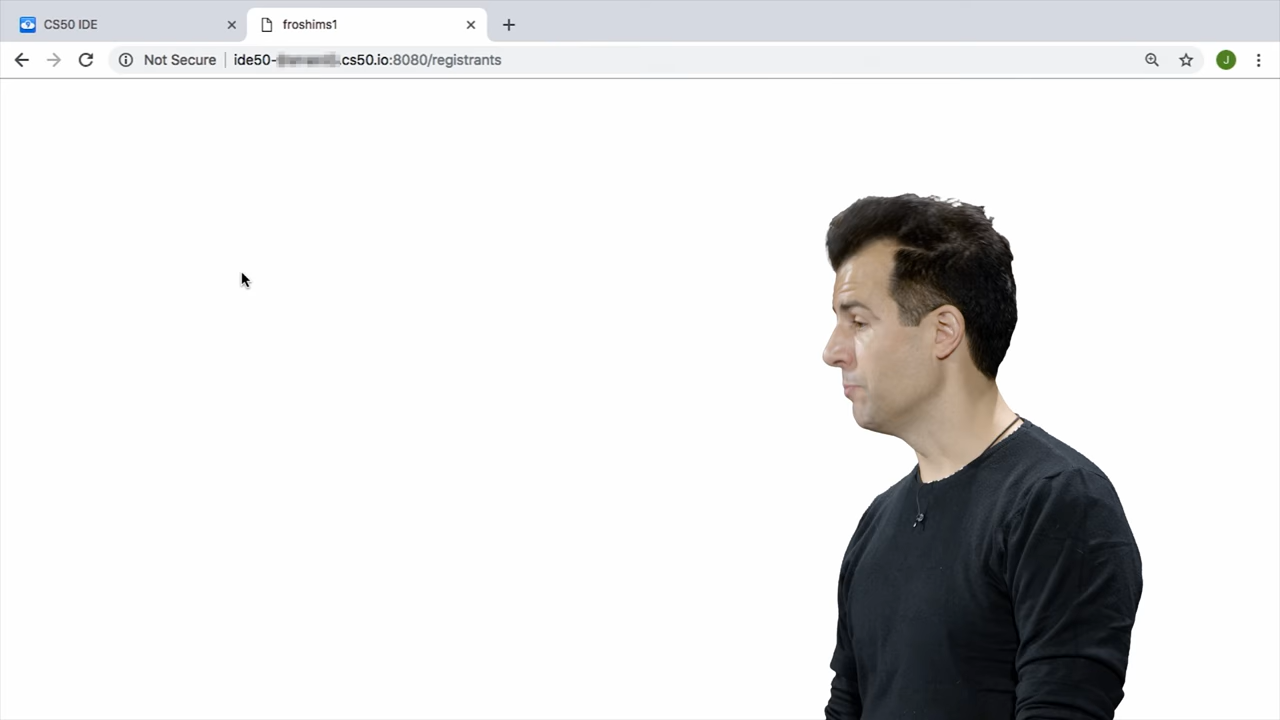 CS50 IDE
froshims1
Not Secure
ide50-
.cs50.io:8080/registrants
J